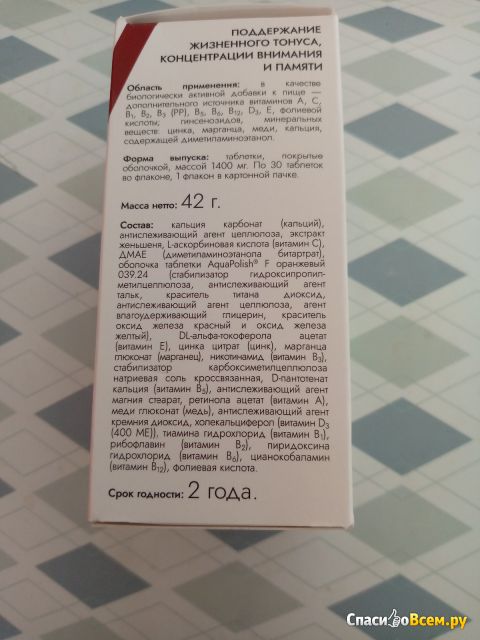 ПОДДЕРЖАНИЕ
ЖИЗНЕННОГО ТОНУСА,
КОНЦЕНТРАЦИИ ВНИМАНИЯ
И ПАМЯТИ
Область применения: в качестве
биологически активной добавки к пище —
дополнительного источника витаминов А, С,
В1, В2, В3 (РР), В5, В6, В12, D3, Е, фолиевой
кислоты; гинсенозидов, минеральных
веществ: цинка, марганца, меди, кальция,
содержащей диметиламиноэтанол.
Форма выпуска: таблетки, покрытые
оболочкой, массой 1400 мг. По 30 таблеток
во флаконе, 1 флакон в картонной пачке.
Масса нетто: 42 г.
Состав: кальция карбонат (кальций),
антислеживающий агент целлюлоза, экстракт
женьшеня, L-аскорбиновая кислота (витамин С),
ДМАЕ (диметиламиноэтанола битартрат),
оболочка таблетки AquaPolish® F оранжевый
039.24 (стабилизатор гидроксипропил-
метилцеллюлоза, антислеживающий агент
тальк, краситель титана диоксид,
антислеживающий агент целлюлоза, агент
влагоудерживающий глицерин, краситель
оксид железа красный и оксид железа
желтый), DL-альфа-токоферола ацетат
(витамин Е), цинка цитрат (цинк), марганца
глюконат (марганец), никотинамид (витамин В3),
стабилизатор карбоксиметилцеллюлоза
натриевая соль кроссвязанная, D-пантотенат
кальция (витамин В5), антислеживающий агент
магния стеарат, ретинола ацетат (витамин А),
меди глюконат (медь), антислеживающий агент
кремния диоксид, холекальциферол (витамин D3
(400 МЕ)), тиамина гидрохлорид (витамин В1),
рибофлавин (витамин В2), пиридоксина
гидрохлорид (витамин В6), цианокобаламин
(витамин В12), фолиевая кислота.
Срок годности: 2 года.
СпасибоВсем.ру